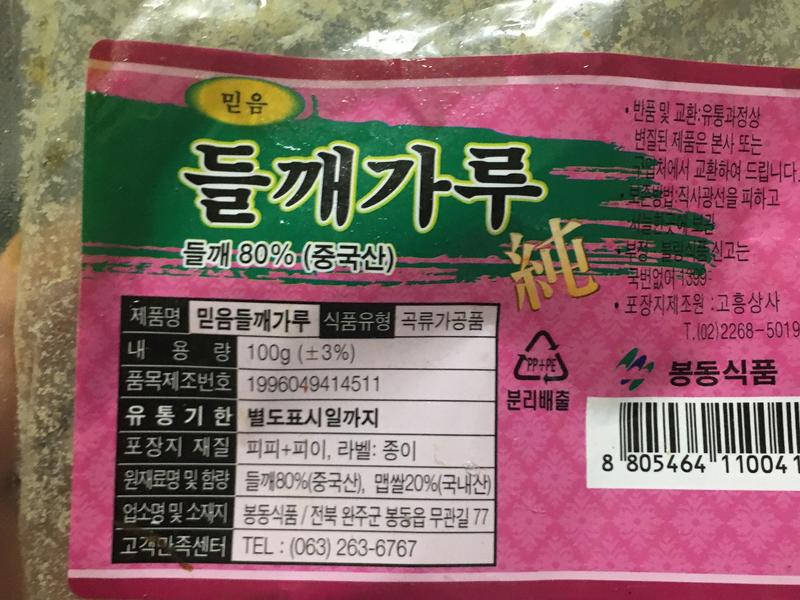 믿음
들깨가루
들깨 80% (중국산)
純
• 반품 및 교환:유통과정상
변질된 제품은 본사 또는
구입처에서 교환하여 드립니다.
• 보존방법:직사광선을 피하고
서늘한곳에 보관
• 부정·불량식품 신고는
국번없이 1399
• 포장지제조원 : 고흥상사
T.(02)2268-5019
제품명 믿음들깨가루 식품유형 곡류가공품
내 용 량 100g (±3%)
품목제조번호 1996049414511
유 통 기 한 별도표시일까지
포장지 재질 피피+피이, 라벨: 종이
원재료명 및 함량 들깨80%(중국산), 맵쌀20%(국내산)
업소명 및 소재지 봉동식품 / 전북 완주군 봉동읍 무관길 77
고객만족센터 TEL : (063) 263-6767
PP+PE
분리배출
봉동식품
8 805464 110041